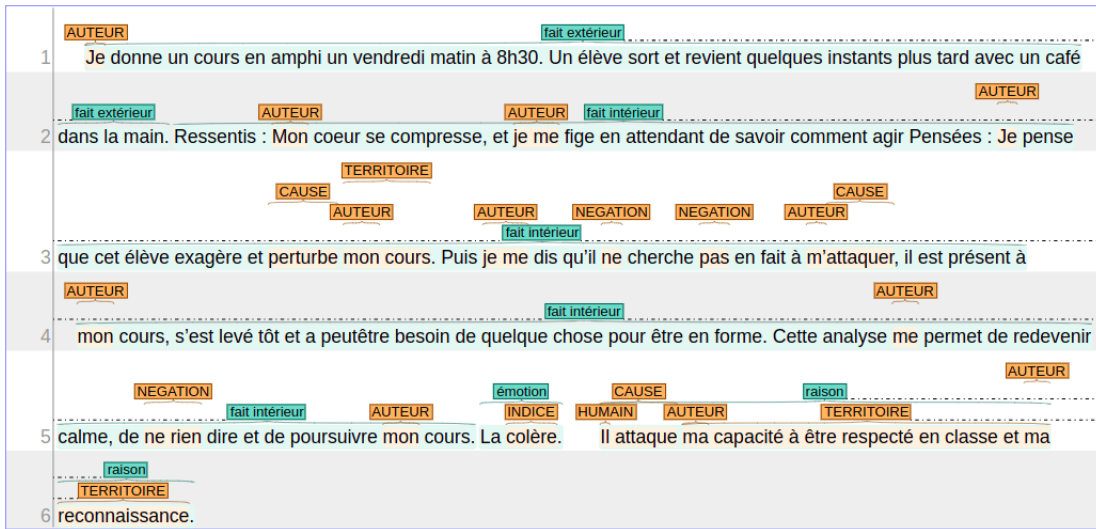 AUTEUR fait extérieur
1 Je donne un cours en amphi un vendredi matin à 8h30. Un élève sort et revient quelques instants plus tard avec un café
AUTEUR
fait extérieur AUTEUR AUTEUR fait intérieur
2 dans la main. Ressentis : Mon coeur se compresse, et je me fige en attendant de savoir comment agir Pensées : Je pense
TERRITOIRE
CAUSE CAUSE
AUTEUR AUTEUR NEGATION NEGATION AUTEUR
fait intérieur
3 que cet élève exagère et perturbe mon cours. Puis je me dis qu'il ne cherche pas en fait à m'attaquer, il est présent à
AUTEUR AUTEUR
fait intérieur
4 mon cours, s'est levé tôt et a peutêtre besoin de quelque chose pour être en forme. Cette analyse me permet de redevenir
AUTEUR
NEGATION émotion CAUSE raison
fait intérieur AUTEUR INDICE HUMAIN AUTEUR TERRITOIRE
5 calme, de ne rien dire et de poursuivre mon cours. La colère. Il attaque ma capacité à être respecté en classe et ma
raison
TERRITOIRE
6 reconnaissance.